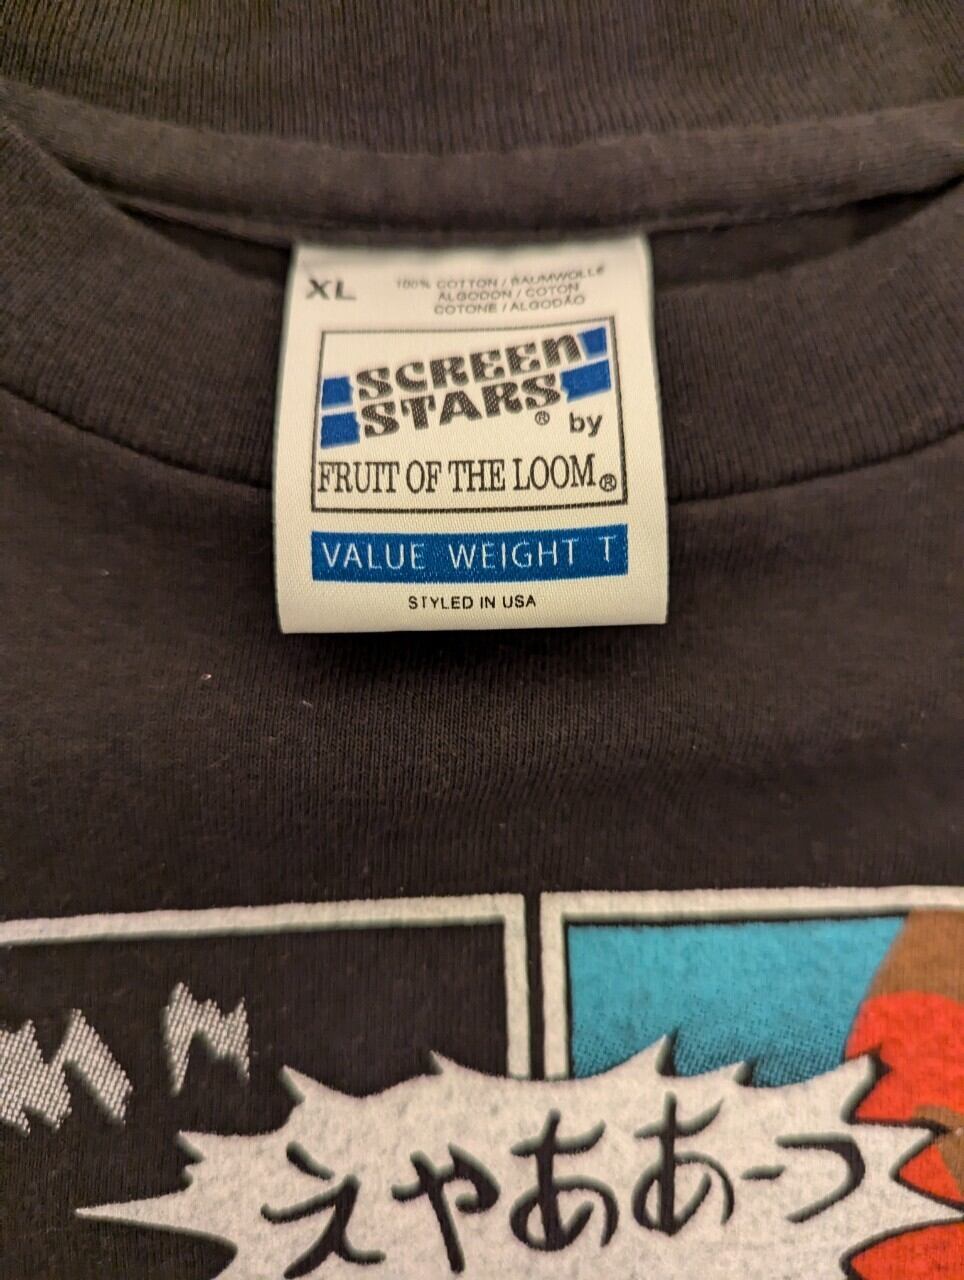 XL
100% COTTON / BAUMWOLLE
ALGODON / COTON
COTONE / ALGODÃO
SCREEN
STARS® by
FRUIT OF THE LOOM®
VALUE WEIGHT T
STYLED IN USA
えやああーっ